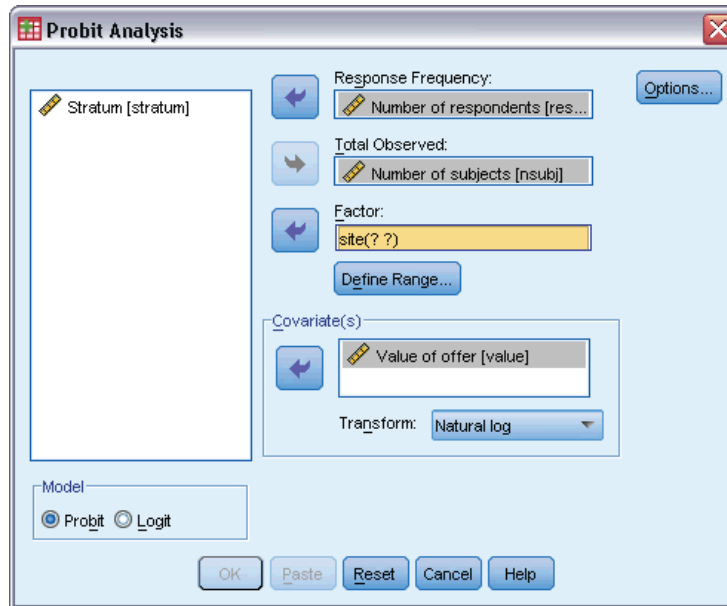 Probit Analysis
Stratum [stratum]
Response Frequency:
Number of respondents [res...
Options...
Total Observed:
Number of subjects [nsubj]
Factor:
site(? ?)
Define Range...
Covariate(s)
Value of offer [value]
Transform: Natural log
Model
Probit Logit
OK Paste Reset Cancel Help